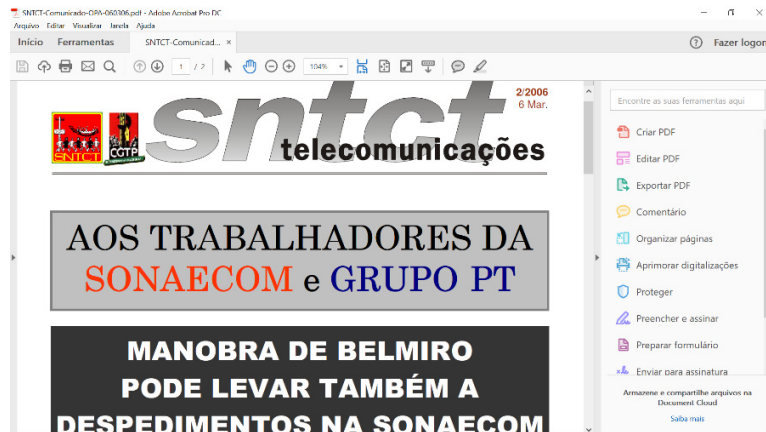 SNTCT-Comunicado-OPA-060306.pdf - Adobe Acrobat Pro DC
Arquivo Editar Visualizar Janela Ajuda
Início Ferramentas SNTCT-Comunicad... × Fazer logon
1 / 2 104%
2/2006
6 Mar.
sntct
SNTCT CGTP
telecomunicações
AOS TRABALHADORES DA
SONAECOM e GRUPO PT
MANOBRA DE BELMIRO
PODE LEVAR TAMBÉM A
DESPEDIMENTOS NA SONAECOM
Encontre as suas ferramentas aqui
Criar PDF
Editar PDF
Exportar PDF
Comentário
Organizar páginas
Aprimorar digitalizações
Proteger
Preencher e assinar
Preparar formulário
Enviar para assinatura
Armazene e compartilhe arquivos na
Document Cloud
Saiba mais